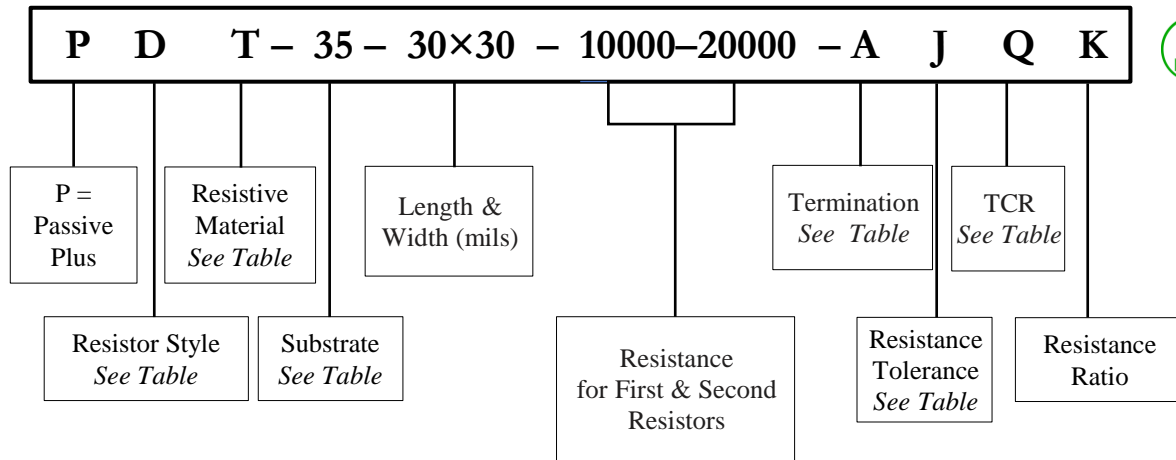 P D T – 35 – 30×30 – 10000–20000 – A J Q K
P =
Passive
Plus
Resistive
Material
See Table
Length &
Width (mils)
Termination
See Table
TCR
See Table
Resistor Style
See Table
Substrate
See Table
Resistance
for First & Second
Resistors
Resistance
Tolerance
See Table
Resistance
Ratio